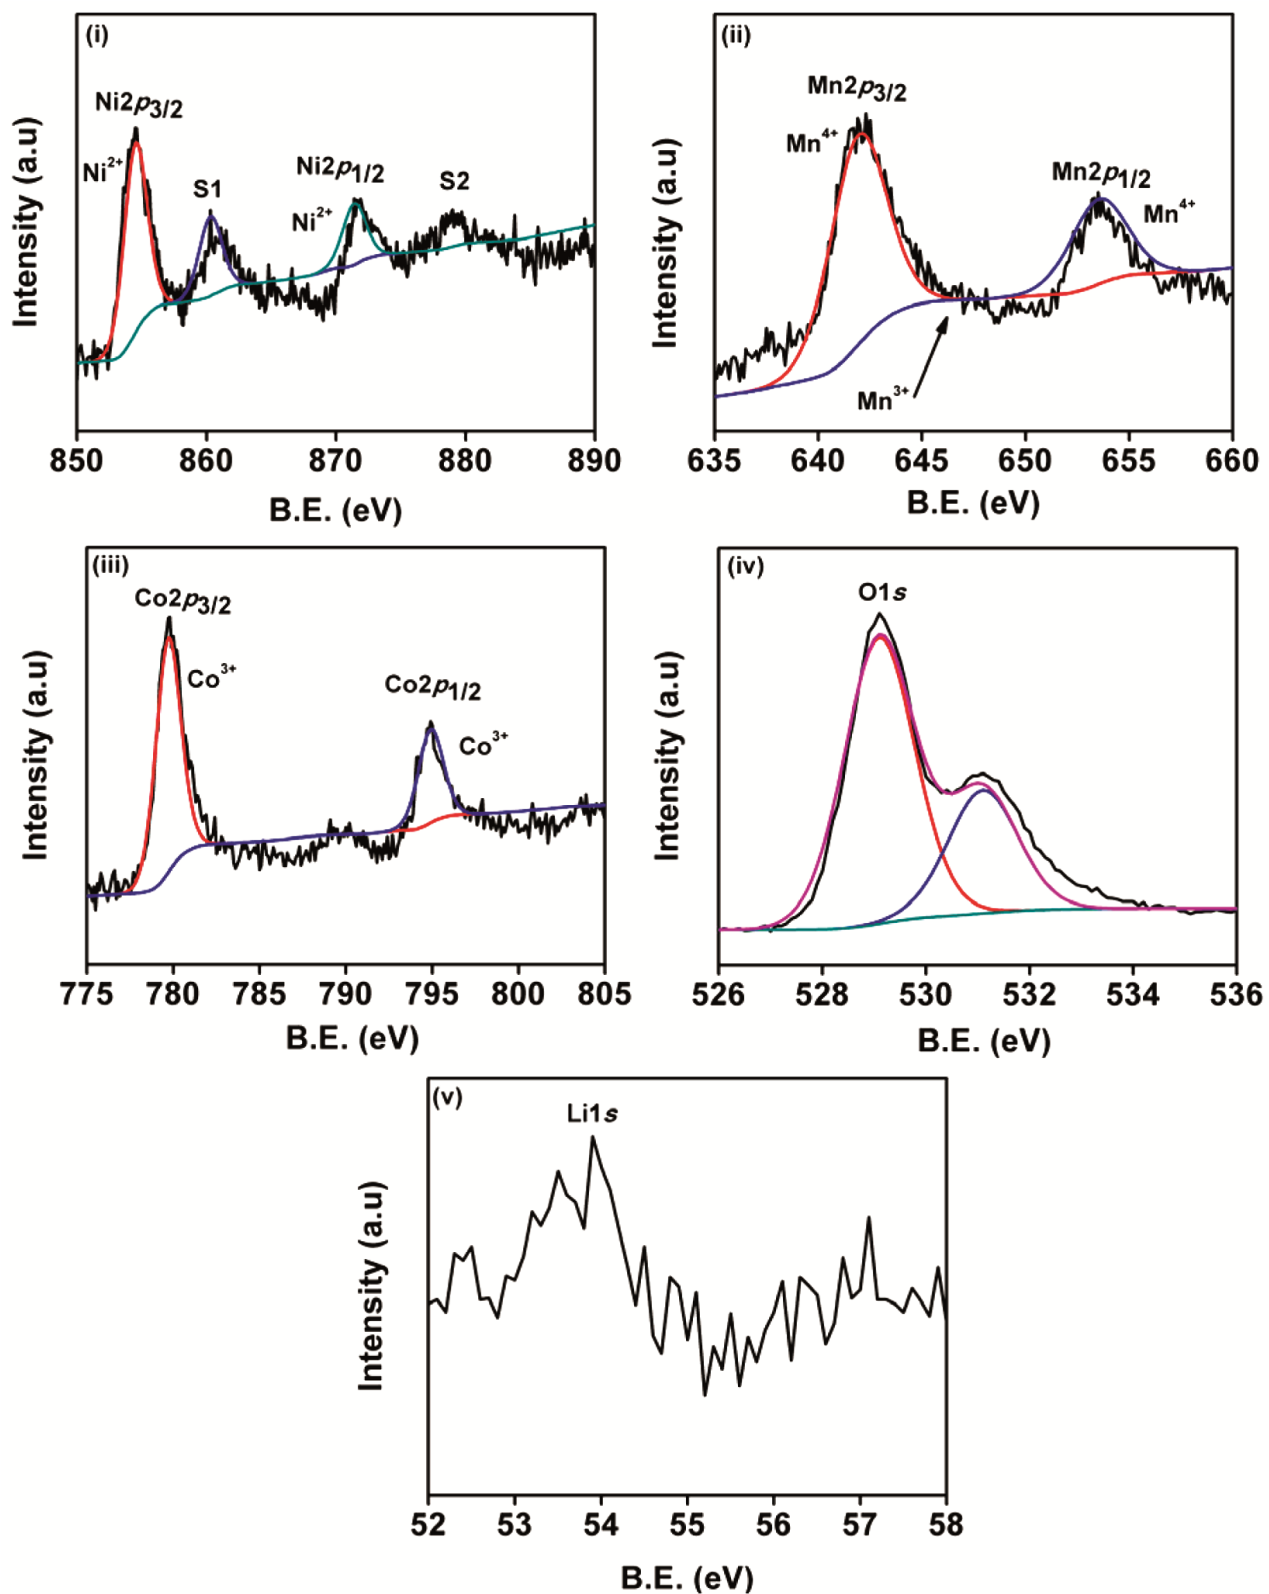 (i)
Ni2p3/2
Ni2+
S1
Ni2p1/2
Ni2+
S2
Intensity (a.u)
850 860 870 880 890
B.E. (eV)
(ii)
Mn2p3/2
Mn4+
Mn2p1/2
Mn4+
Mn3+
Intensity (a.u)
635 640 645 650 655 660
B.E. (eV)
(iii)
Co2p3/2
Co3+
Co2p1/2
Co3+
Intensity (a.u)
775 780 785 790 795 800 805
B.E. (eV)
(iv)
O1s
Intensity (a.u)
526 528 530 532 534 536
B.E. (eV)
(v)
Li1s
Intensity (a.u)
52 53 54 55 56 57 58
B.E. (eV)